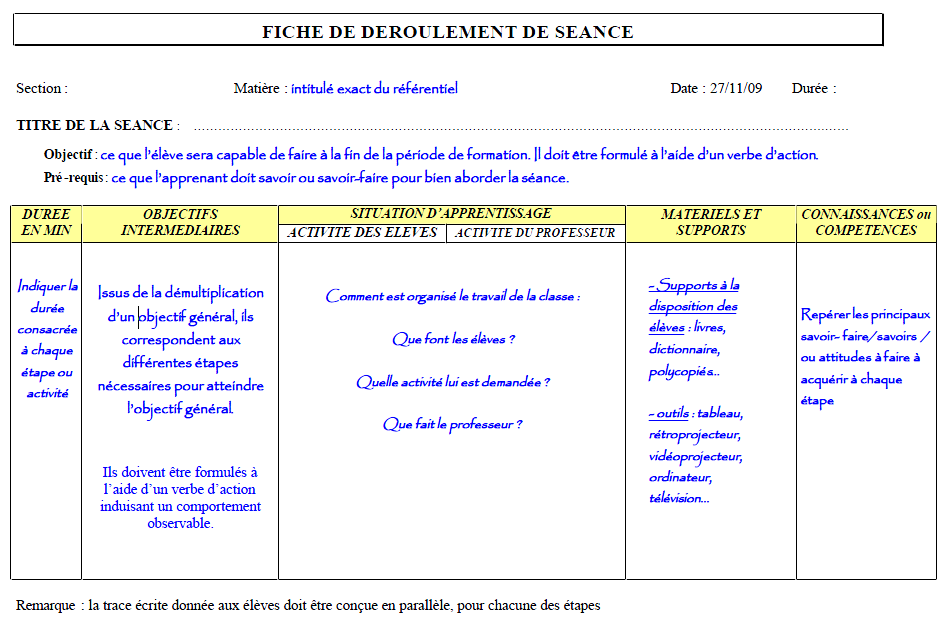 FICHE DE DEROULEMENT DE SEANCE
Section : Matière : intitulé exact du référentiel Date : 27/11/09 Durée :
TITRE DE LA SEANCE : ....................................................................................................................................................................
Objectif : ce que l'élève sera capable de faire à la fin de la période de formation. Il doit être formulé à l'aide d'un verbe d'action.
Pré-requis : ce que l'apprenant doit savoir ou savoir-faire pour bien aborder la séance.
DUREE
EN MIN
OBJECTIFS
INTERMEDIAIRES
SITUATION D'APPRENTISSAGE
ACTIVITE DES ELEVES
ACTIVITE DU PROFESSEUR
MATERIELS ET
SUPPORTS
CONNAISSANCES ou
COMPETENCES
Indiquer la
durée
consacrée
à chaque
étape ou
activité
Issus de la démultiplication
d'un objectif général, ils
correspondent aux
différentes étapes
nécessaires pour atteindre
l'objectif général.
Ils doivent être formulés à
l'aide d'un verbe d'action
induisant un comportement
observable.
Comment est organisé le travail de la classe :
Que font les élèves ?
Quelle activité lui est demandée ?
Que fait le professeur ?
- Supports à la
disposition des
élèves : livres,
dictionnaire,
polycopiés...
- outils : tableau,
rétroprojecteur,
vidéoprojecteur,
ordinateur,
télévision...
Repérer les principaux
savoir- faire/savoirs /
ou attitudes à faire à
acquérir à chaque
étape
Remarque : la trace écrite donnée aux élèves doit être conçue en parallèle, pour chacune des étapes